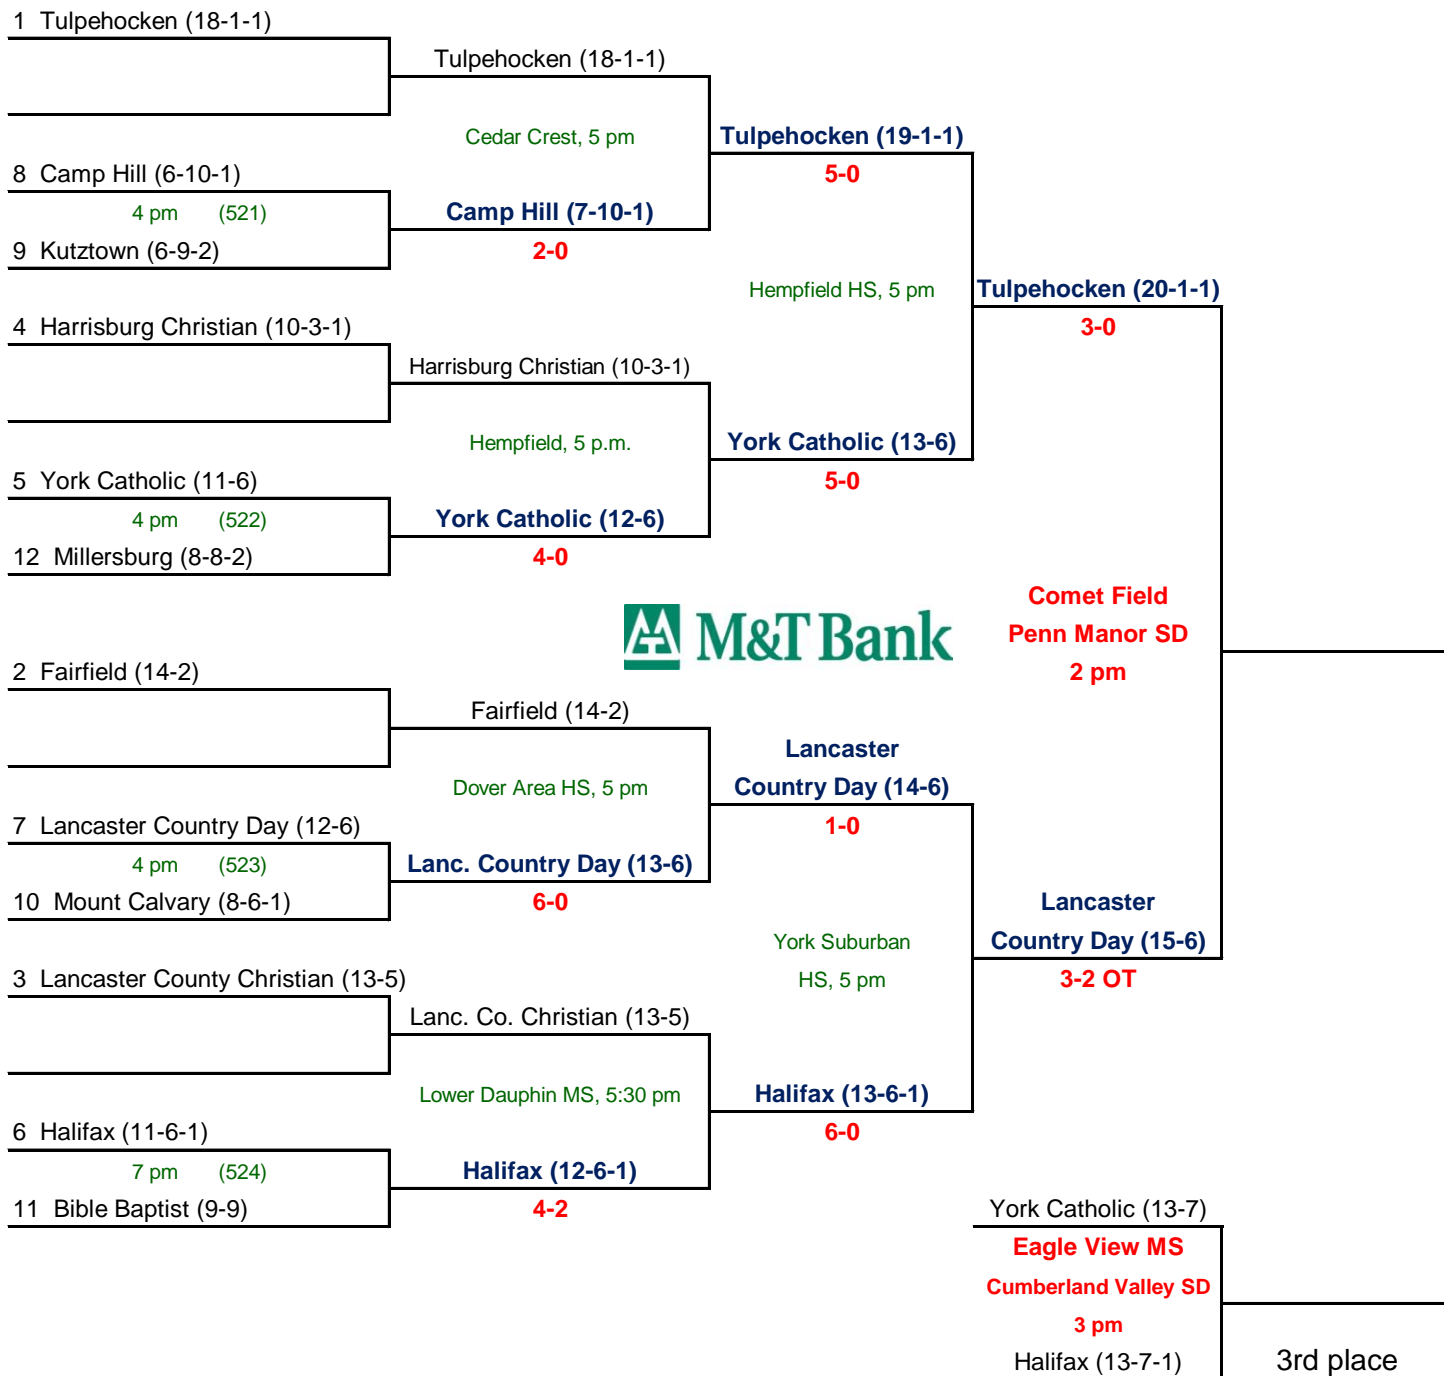 1 Tulpehocken (18-1-1)
Tulpehocken (18-1-1)
Cedar Crest, 5 pm
Tulpehocken (19-1-1)
5-0
8 Camp Hill (6-10-1)
4 pm (521)
Camp Hill (7-10-1)
9 Kutztown (6-9-2)
2-0
Hempfield HS, 5 pm
Tulpehocken (20-1-1)
3-0
4 Harrisburg Christian (10-3-1)
Harrisburg Christian (10-3-1)
Hempfield, 5 p.m.
York Catholic (13-6)
5-0
5 York Catholic (11-6)
4 pm (522)
York Catholic (12-6)
12 Millersburg (8-8-2)
4-0
M&T Bank
Comet Field
Penn Manor SD
2 pm
2 Fairfield (14-2)
Fairfield (14-2)
Dover Area HS, 5 pm
Lancaster
Country Day (14-6)
1-0
7 Lancaster Country Day (12-6)
4 pm (523)
Lanc. Country Day (13-6)
10 Mount Calvary (8-6-1)
6-0
York Suburban
HS, 5 pm
Lancaster
Country Day (15-6)
3-2 OT
3 Lancaster County Christian (13-5)
Lanc. Co. Christian (13-5)
Lower Dauphin MS, 5:30 pm
Halifax (13-6-1)
6-0
6 Halifax (11-6-1)
7 pm (524)
Halifax (12-6-1)
11 Bible Baptist (9-9)
4-2
York Catholic (13-7)
Eagle View MS
Cumberland Valley SD
3 pm
Halifax (13-7-1)
3rd place